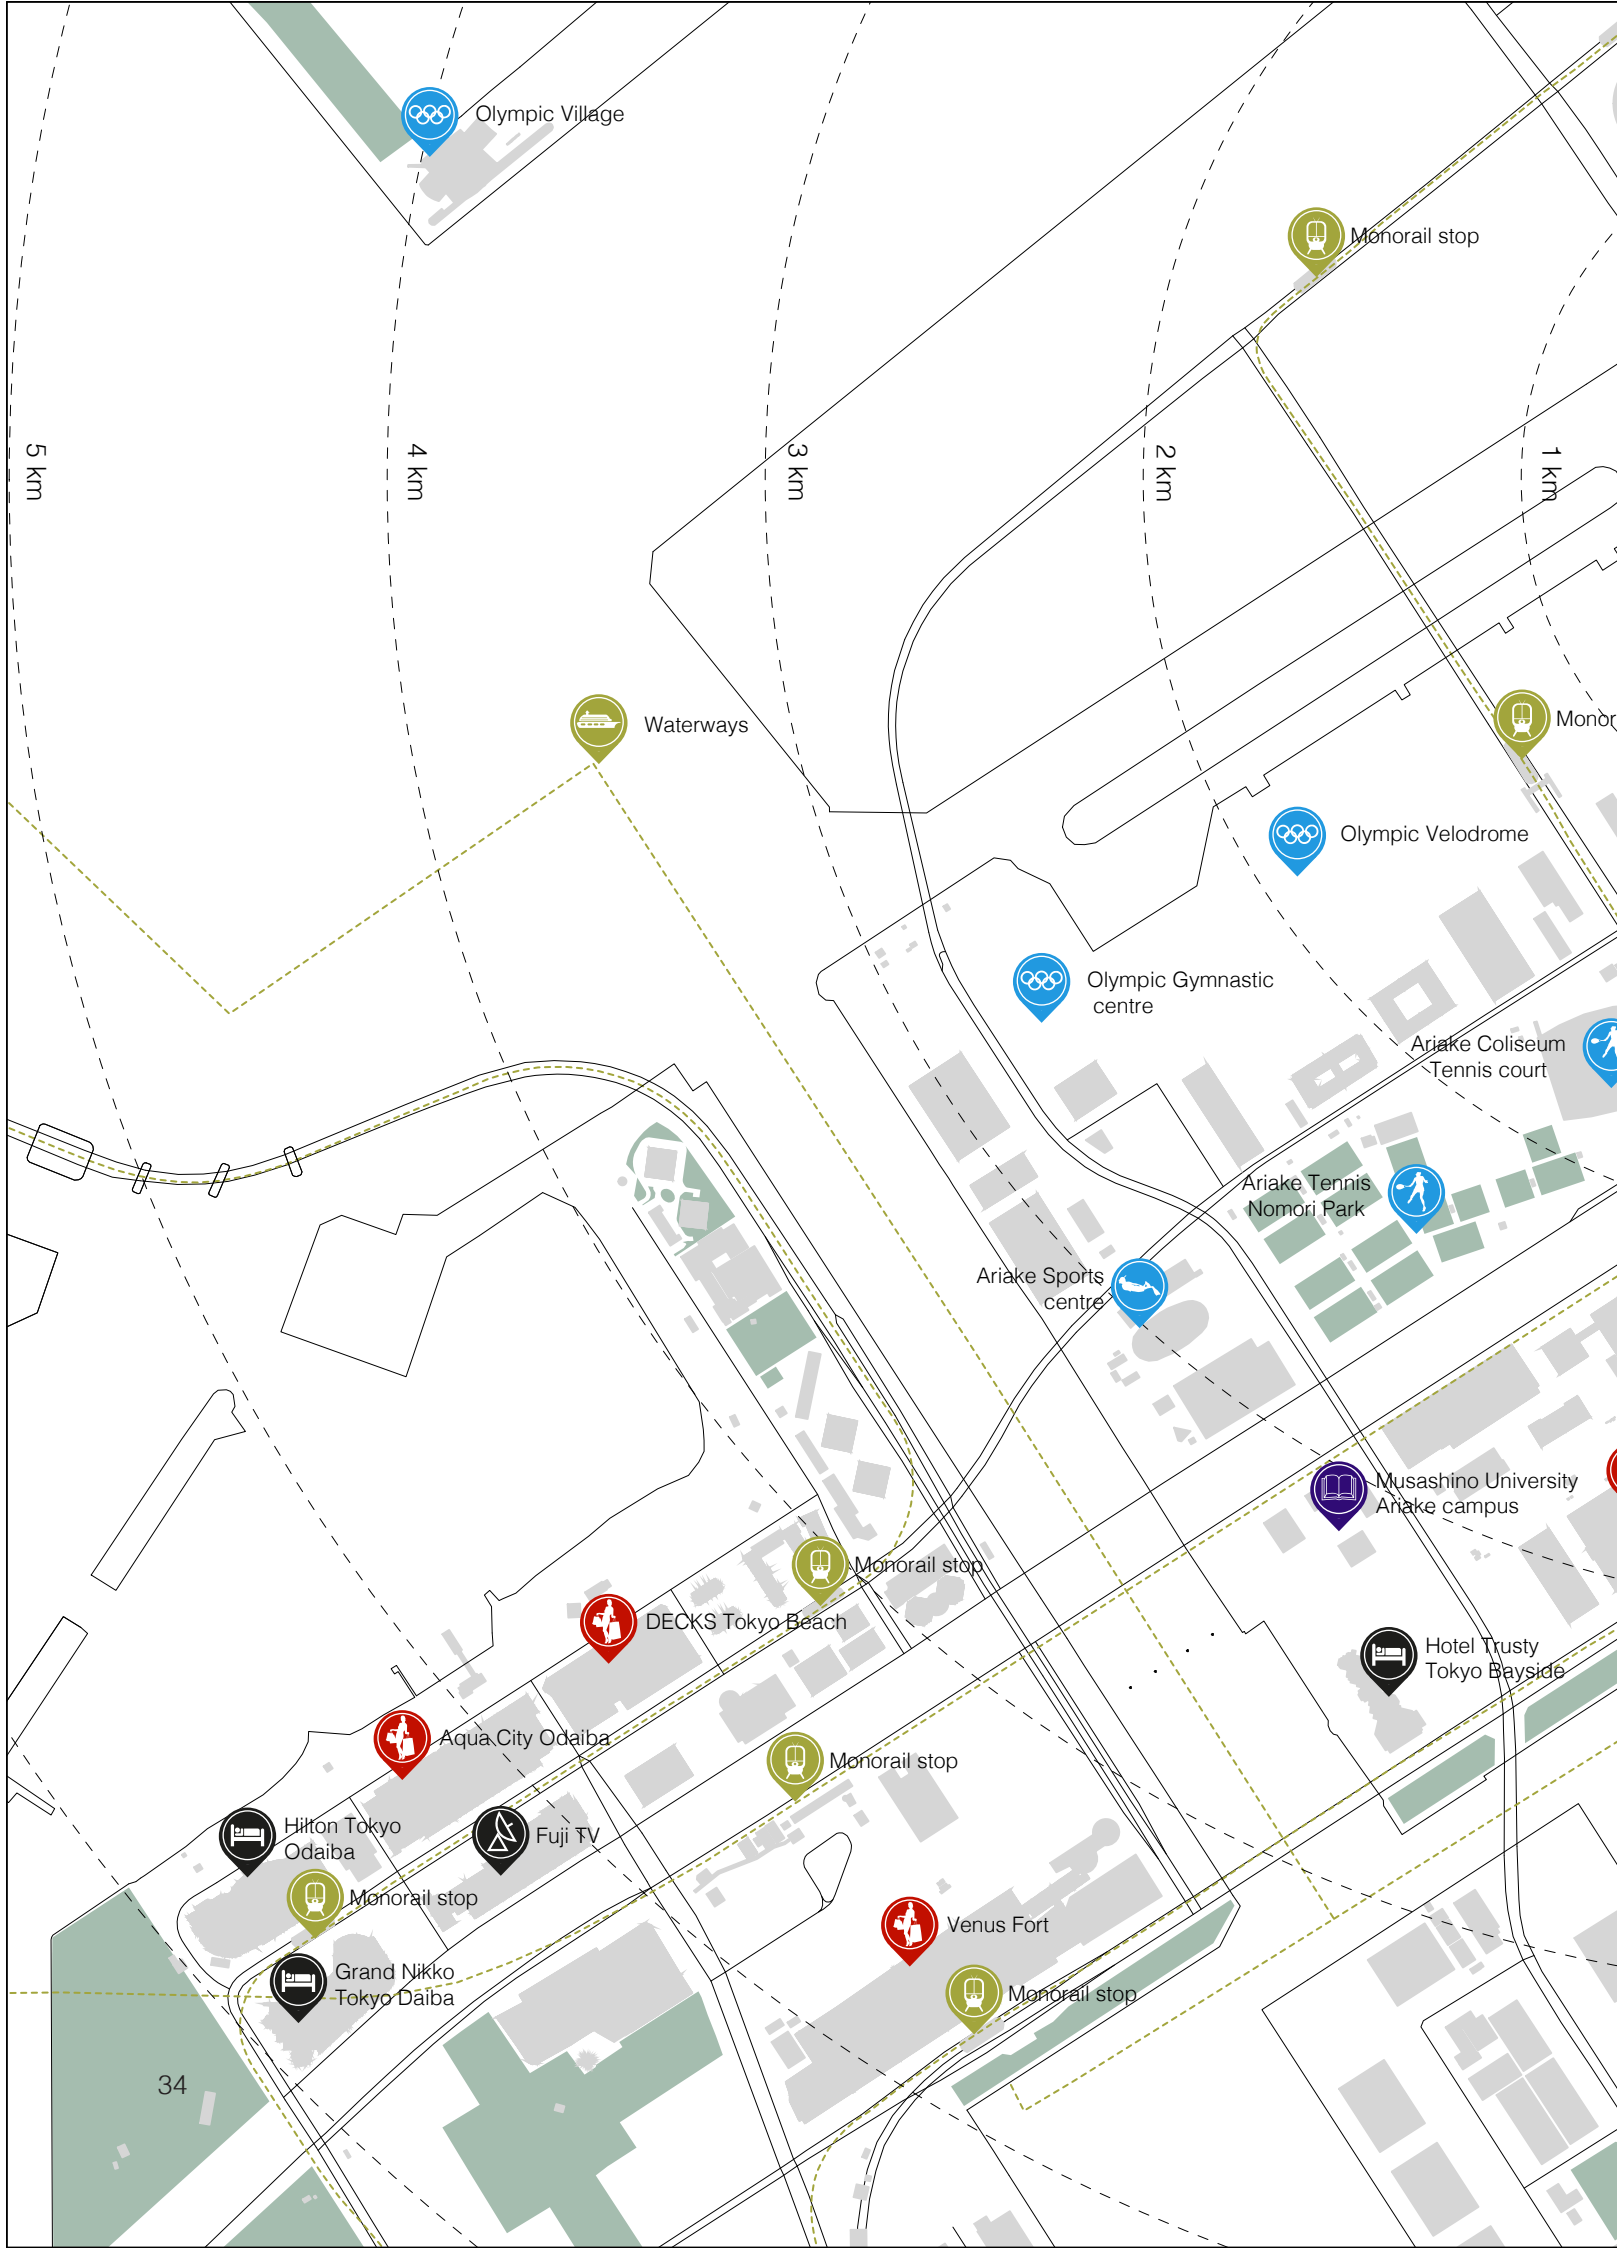 Olympic Village
Monorail stop
5 km
4 km
3 km
2 km
1 km
Waterways
Monor
Olympic Velodrome
Olympic Gymnastic
centre
Ariake Coliseum
Tennis court
Ariake Tennis
Nomori Park
Ariake Sports
centre
Musashino University
Ariake campus
Monorail stop
DECKS Tokyo Beach
Hotel Trusty
Tokyo Bayside
Aqua City Odaiba
Monorail stop
Hilton Tokyo
Odaiba
Fuji TV
Monorail stop
Venus Fort
Grand Nikko
Tokyo Daiba
Monorail stop
34